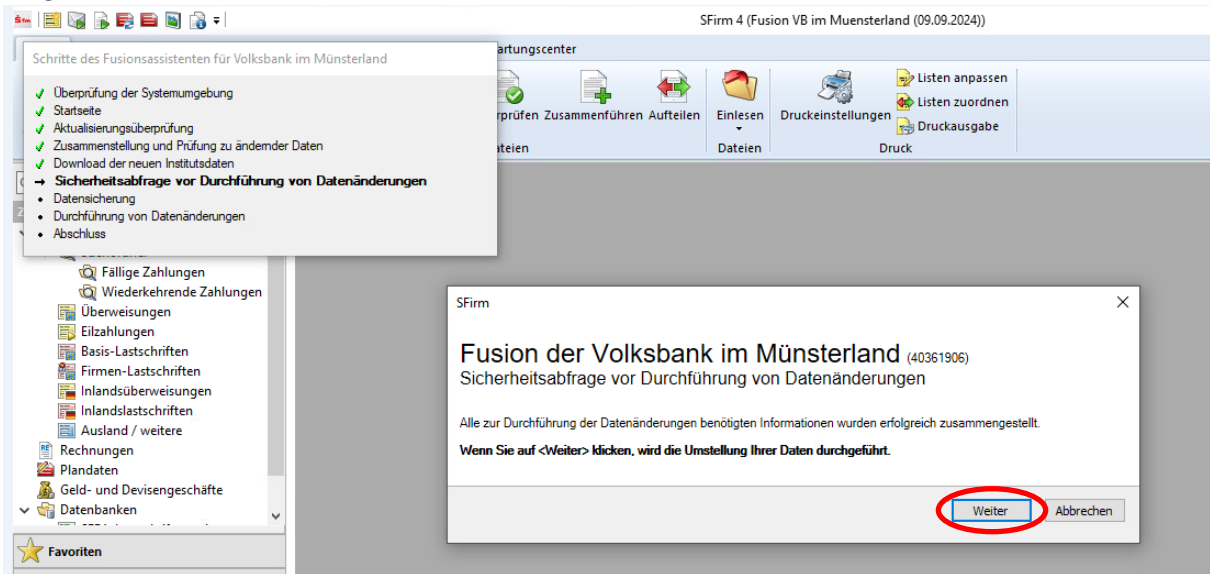 SFirm 4 (Fusion VB im Muensterland (09.09.2024))
Schritte des Fusionsassistenten für Volksbank im Münsterland
Überprüfung der Systemumgebung
Startseite
Aktualisierungsüberprüfung
Zusammenstellung und Prüfung zu ändernder Daten
Download der neuen Institutsdaten
Sicherheitsabfrage vor Durchführung von Datenänderungen
Datensicherung
Durchführung von Datenänderungen
Abschluss
artungscenter
rprüfen Zusammenführen Aufteilen
Einlesen
Druckeinstellungen
Listen anpassen
Listen zuordnen
Druckausgabe
ateien
Dateien
Druck
Fällige Zahlungen
Wiederkehrende Zahlungen
Überweisungen
Eilzahlungen
Basis-Lastschriften
Firmen-Lastschriften
Inlandsüberweisungen
Inlandslastschriften
Ausland / weitere
Rechnungen
Plandaten
Geld- und Devisengeschäfte
Datenbanken
Favoriten
SFirm
Fusion der Volksbank im Münsterland (40361906)
Sicherheitsabfrage vor Durchführung von Datenänderungen
Alle zur Durchführung der Datenänderungen benötigten Informationen wurden erfolgreich zusammengestellt.
Wenn Sie auf <Weiter> klicken, wird die Umstellung Ihrer Daten durchgeführt.
Weiter
Abbrechen